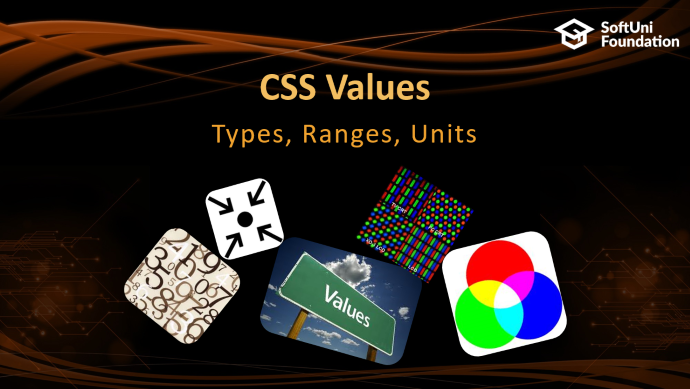 SoftUni
Foundation
CSS Values
Types, Ranges, Units
Values